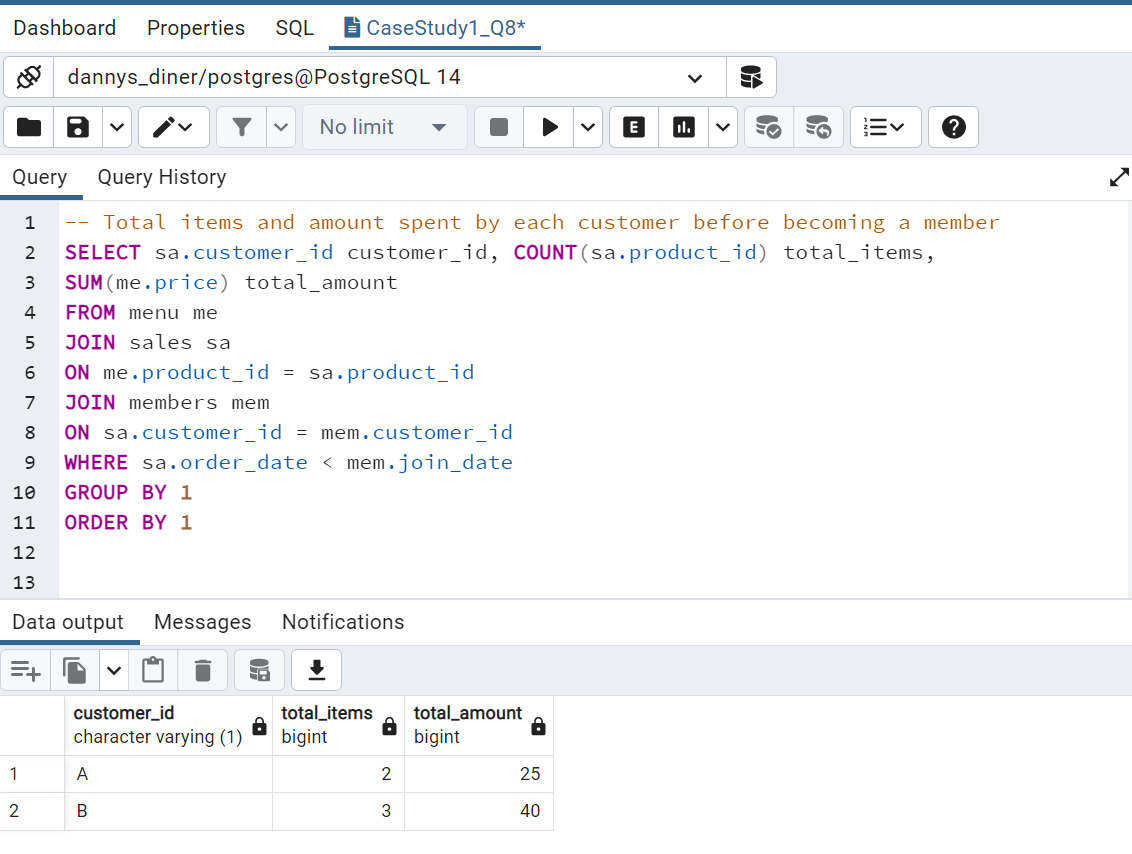 Dashboard Properties SQL CaseStudy1_Q8*
dannys_diner/postgres@PostgreSQL 14
No limit E
Query Query History
1 -- Total items and amount spent by each customer before becoming a member
2 SELECT sa.customer_id customer_id, COUNT(sa.product_id) total_items,
3 SUM(me.price) total_amount
4 FROM menu me
5 JOIN sales sa
6 ON me.product_id = sa.product_id
7 JOIN members mem
8 ON sa.customer_id = mem.customer_id
9 WHERE sa.order_date < mem.join_date
10 GROUP BY 1
11 ORDER BY 1
12
13
Data output Messages Notifications
customer_id total_items total_amount
character varying (1) bigint bigint
1 A 2 25
2 B 3 40